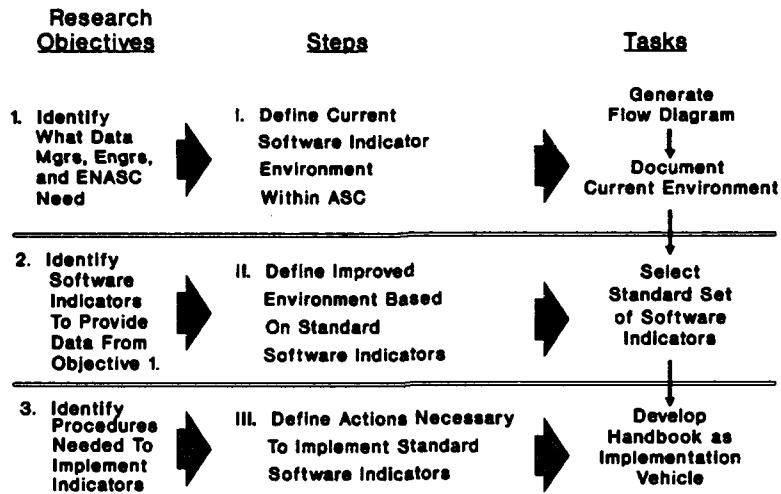 Research
Objectives
Steps
Tasks
1. Identify
What Data
Mgrs, Engrs,
and ENASC
Need
I. Define Current
Software Indicator
Environment
Within ASC
Generate
Flow Diagram
Document
Current Environment
2. Identify
Software
Indicators
To Provide
Data From
Objective 1.
II. Define Improved
Environment Based
On Standard
Software Indicators
Select
Standard Set
of Software
Indicators
3. Identify
Procedures
Needed To
Implement
Indicators
III. Define Actions Necessary
To Implement Standard
Software Indicators
Develop
Handbook as
Implementation
Vehicle